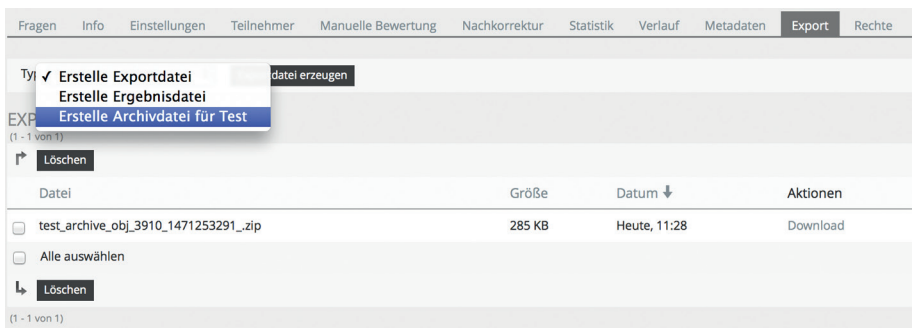 Fragen Info Einstellungen Teilnehmer Manuelle Bewertung Nachkorrektur Statistik Verlauf Metadaten Export Rechte
Erstelle Exportdatei datei erzeugen
Erstelle Ergebnisdatei
Erstelle Archivdatei für Test
EXP
(1 - 1 von 1)
Löschen
Datei Größe Datum Aktionen
test_archive_obj_3910_1471253291_.zip 285 KB Heute, 11:28 Download
Alle auswählen
Löschen
(1 - 1 von 1)